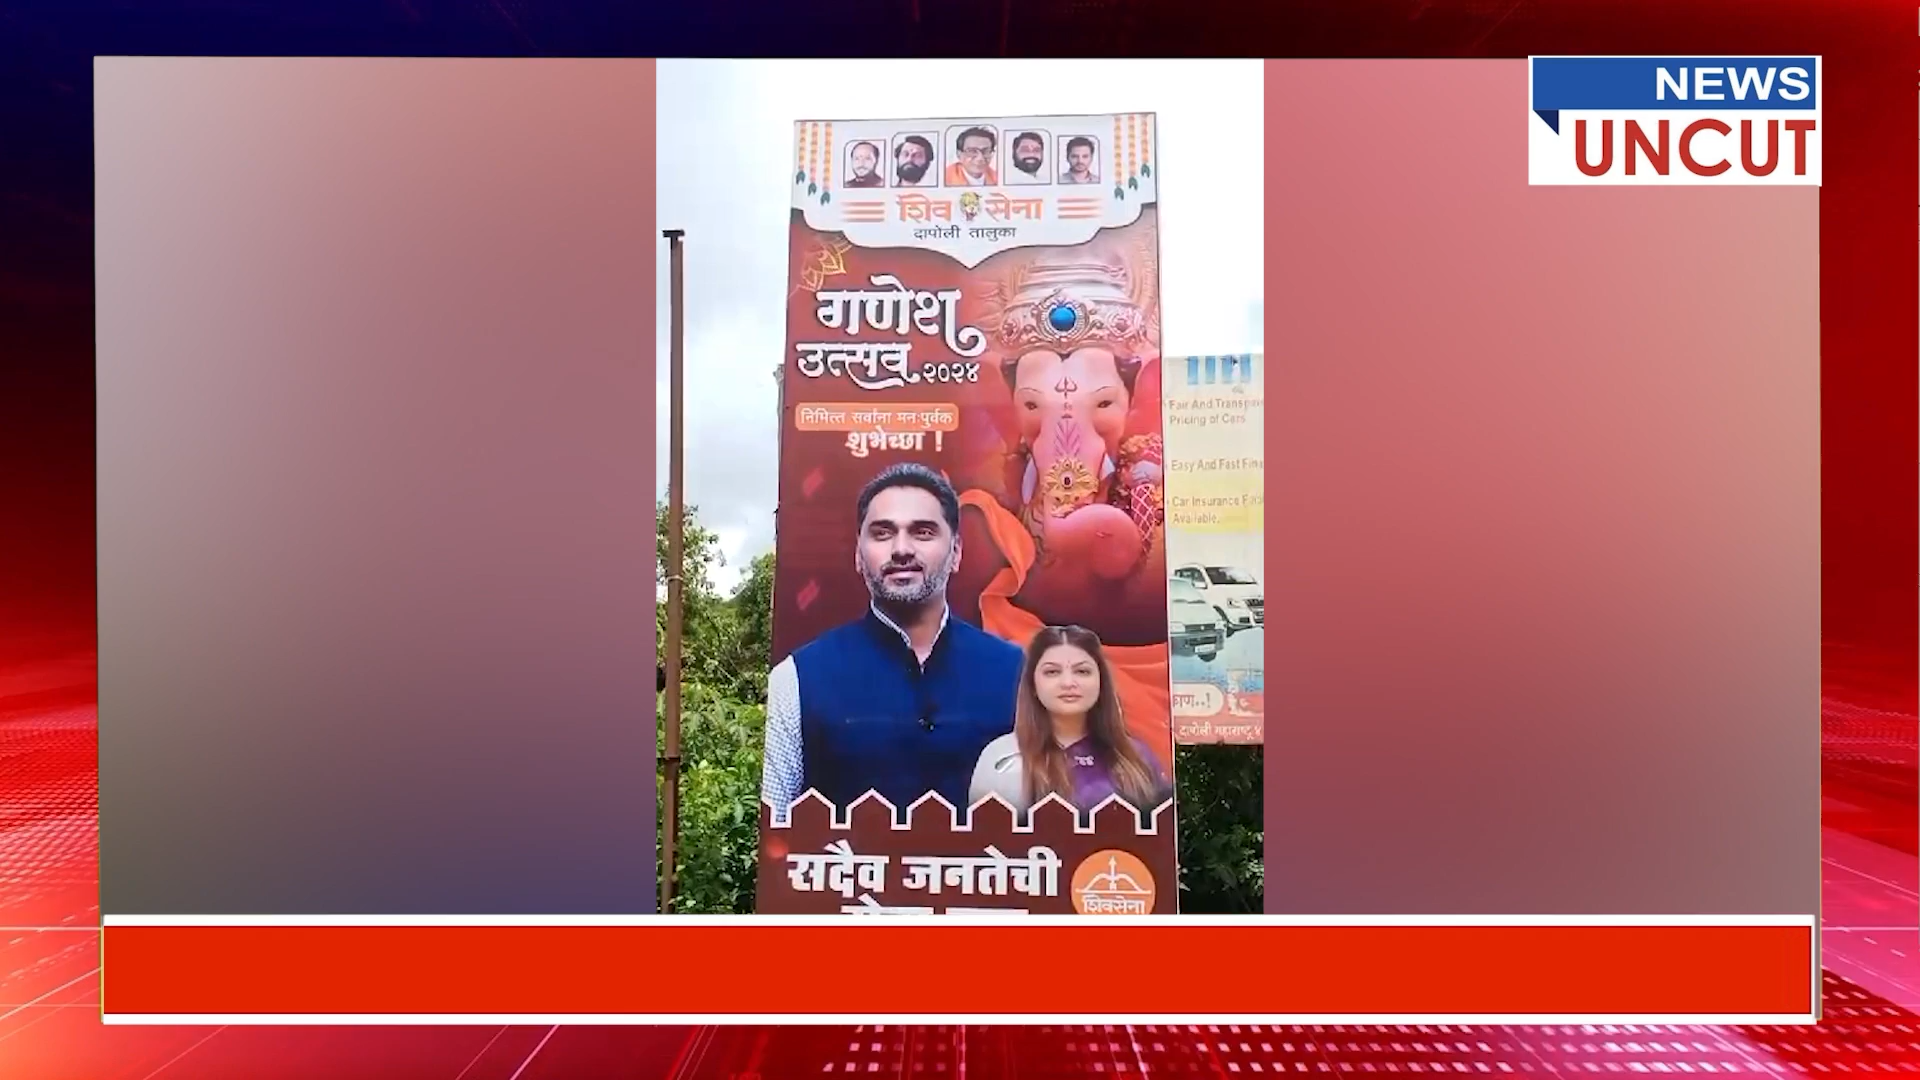 NEWS
UNCUT
शिव सेना
दापोली तालुका
गणेश
उत्सव २०२४
निमित्त सर्वांना मन:पुर्वक
शुभेच्छा !
सदैव जनतेची
शिवसेना
Fair And
Pricing of Cars
Easy And Fast
Car Insurance
Available.
दापोली